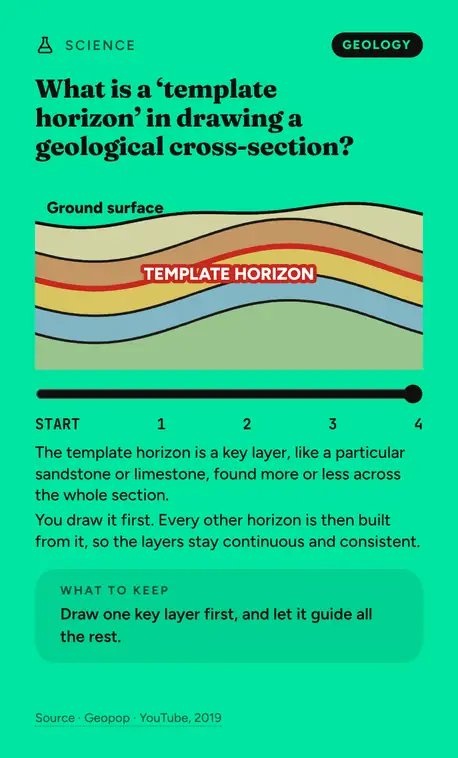 SCIENCE
GEOLOGY
What is a ‘template
horizon’ in drawing a
geological cross-section?
Ground surface
TEMPLATE HORIZON
START 1 2 3 4
The template horizon is a key layer, like a particular
sandstone or limestone, found more or less across
the whole section.
You draw it first. Every other horizon is then built
from it, so the layers stay continuous and consistent.
WHAT TO KEEP
Draw one key layer first, and let it guide all
the rest.
Source · Geopop · YouTube, 2019